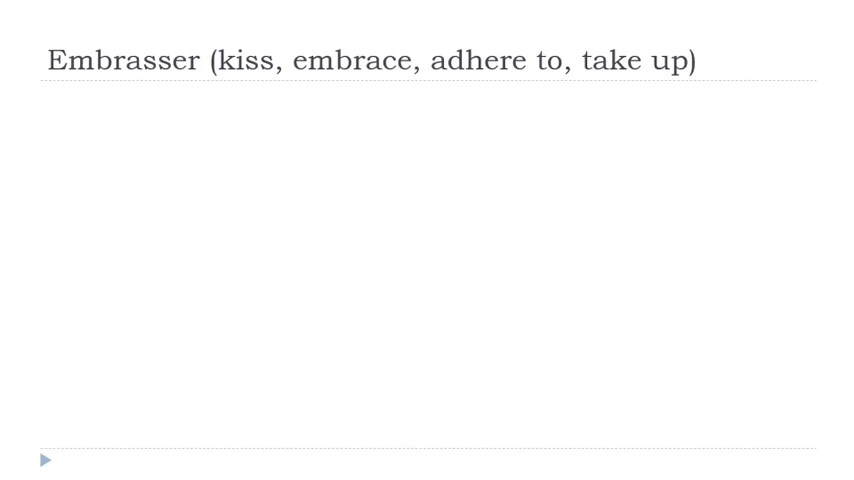 Embrasser (kiss, embrace, adhere to, take up)